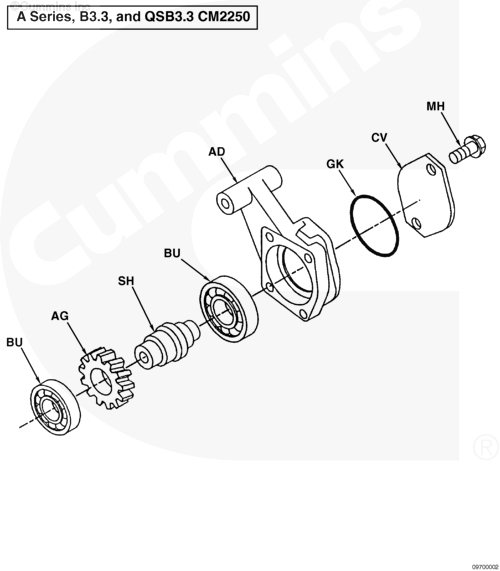 ©Cummins Inc
A Series, B3.3, and QSB3.3 CM2250
MH
CV
AD
GK
BU
SH
AG
BU
Cummins
®
09700002